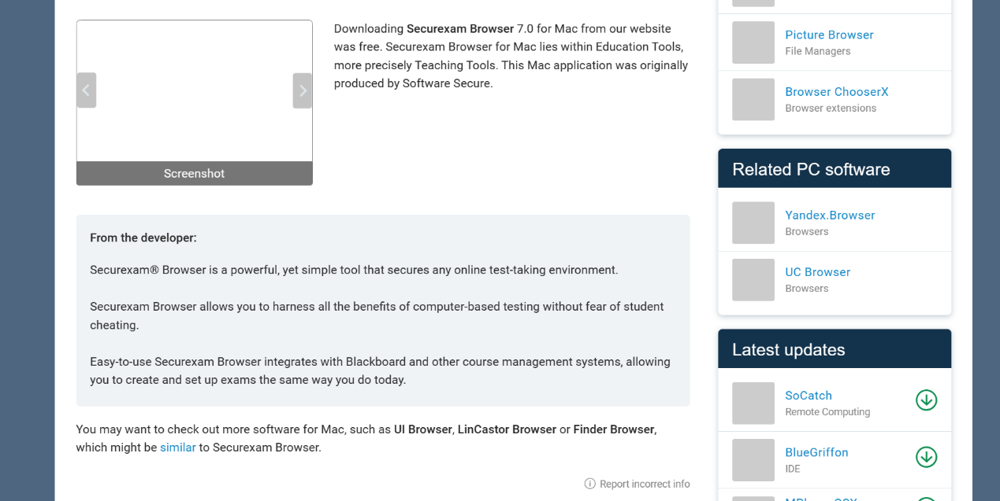 Downloading Securexam Browser 7.0 for Mac from our website
was free. Securexam Browser for Mac lies within Education Tools,
more precisely Teaching Tools. This Mac application was originally
produced by Software Secure.
Screenshot
From the developer:
Securexam® Browser is a powerful, yet simple tool that secures any online test-taking environment.
Securexam Browser allows you to harness all the benefits of computer-based testing without fear of student
cheating.
Easy-to-use Securexam Browser integrates with Blackboard and other course management systems, allowing
you to create and set up exams the same way you do today.
You may want to check out more software for Mac, such as UI Browser, LinCastor Browser or Finder Browser,
which might be similar to Securexam Browser.
Report incorrect info
Picture Browser
File Managers
Browser ChooserX
Browser extensions
Related PC software
Yandex.Browser
Browsers
UC Browser
Browsers
Latest updates
SoCatch
Remote Computing
BlueGriffon
IDE